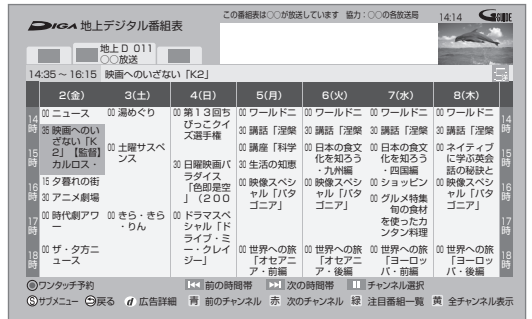 この番組表は○○が放送しています 協力：○○の各放送局
14:14
GGUIDE
DIGA 地上デジタル番組表
地上D 011
○○放送
14:35～16:15 映画へのいざない「K2」
2(金) 3(土) 4(日) 5(月) 6(火) 7(水) 8(木)
14時
15時
16時
17時
18時
00 ニュース
35 映画へのい
ざない「K
2」【監督】
カルロス・
15 夕暮れの街
30 アニメ劇場
00 時代劇アワ
ー
00 ザ・夕方ニ
ュース
00 湯めぐり
00 土曜サスペ
ンス
00 きら・きら
・りん
00 第１３回ち
びっこクイ
ズ選手権
30 日曜映画パ
ラダイス
「色即是空
」（２００
00 ドラマスペ
シャル「ド
ライブ・ミ
ー・クレイ
ジー」
00 ワールドニ
30 講話「涅槃
00 講座「科学
30 生活の知恵
00 映像スペシ
ャル「パタ
ゴニア」
00 世界への旅
「オセアニ
ア・前編
00 ワールドニ
30 講話「涅槃
00 日本の食文
化を知ろう
・九州編
00 映像スペシ
ャル「パタ
ゴニア」
00 世界への旅
「オセアニ
ア・後編
00 ワールドニ
30 講話「涅槃
00 日本の食文
化を知ろう
・四国編
00 ショッピン
00 グルメ特集
旬の食材
を使ったカ
ンタン料理
00 世界への旅
「ヨーロッ
パ・前編
00 ワールドニ
30 講話「涅槃
00 ネイティブ
に学ぶ英会
話の秘訣と
00 映像スペシ
ャル「パタ
ゴニア」
00 世界への旅
「ヨーロッ
パ・後編
14時
15時
16時
17時
18時
ワンタッチ予約 前の時間帯 次の時間帯 チャンネル選択
Ⓢサブメニュー 戻る d 広告詳細 青 前のチャンネル 赤 次のチャンネル 緑 注目番組一覧 黄 全チャンネル表示